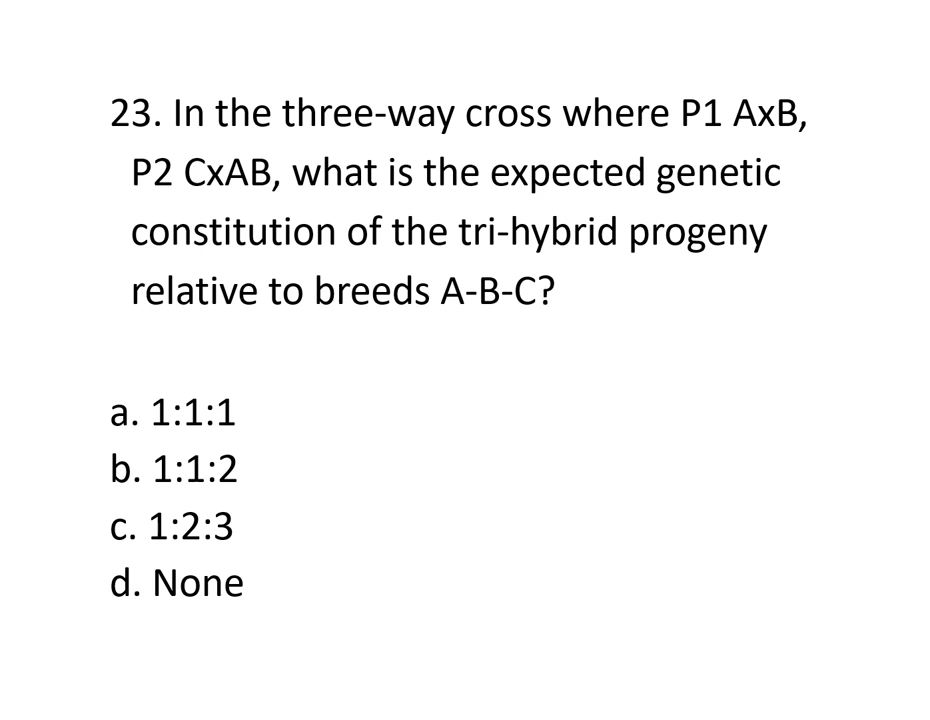 23. In the three-way cross where P1 AxB,
P2 CxAB, what is the expected genetic
constitution of the tri-hybrid progeny
relative to breeds A-B-C?
a. 1:1:1
b. 1:1:2
c. 1:2:3
d. None